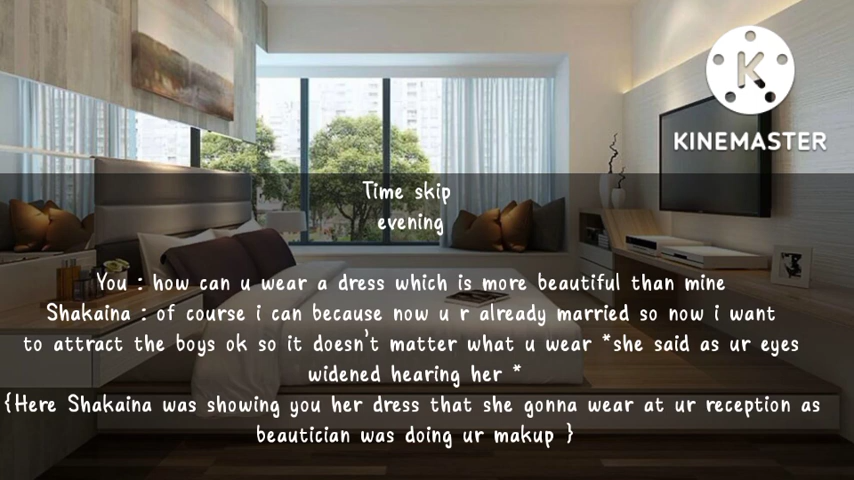 KINEMASTER
Time skip
evening
You : how can u wear a dress which is more beautiful than mine
Shakaina : of course i can because now u r already married so now i want
to attract the boys ok so it doesn't matter what u wear *she said as ur eyes
widened hearing her *
{Here Shakaina was showing you her dress that she gonna wear at ur reception as
beautician was doing ur makup }